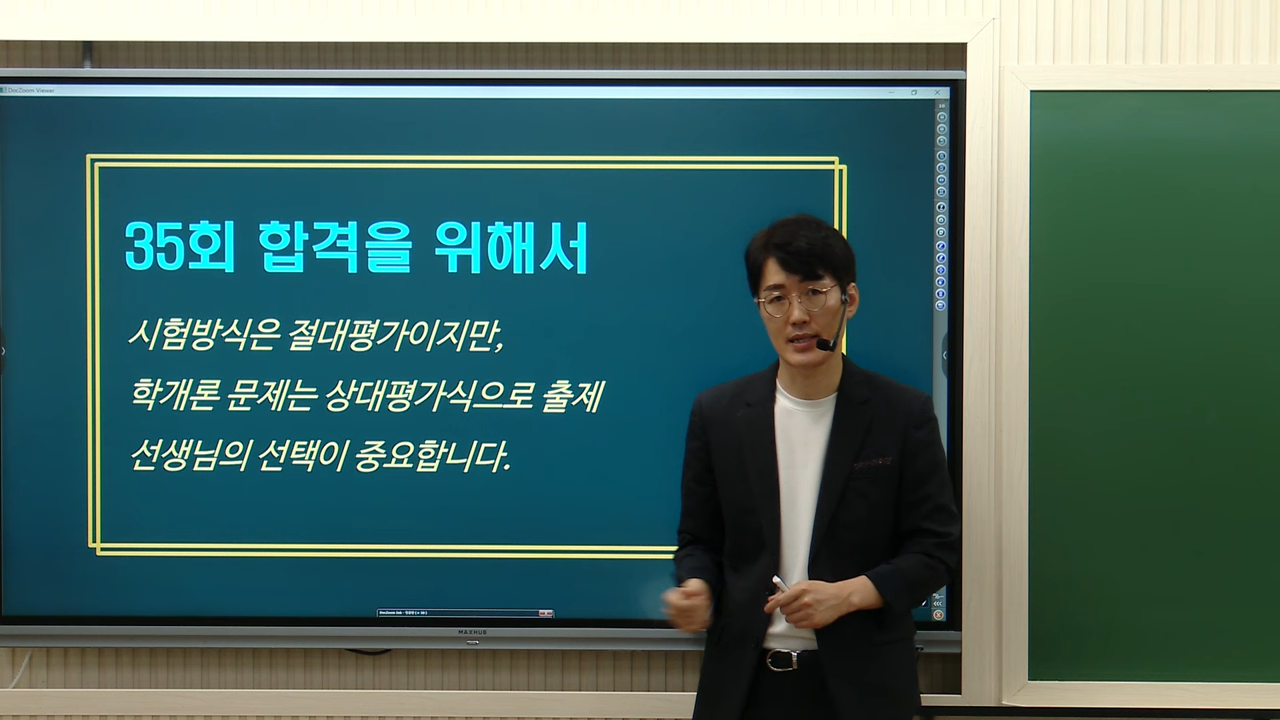 DocZoom Viewer
35회 합격을 위해서
시험방식은 절대평가이지만,
학개론 문제는 상대평가식으로 출제
선생님의 선택이 중요합니다.
MAXHUB